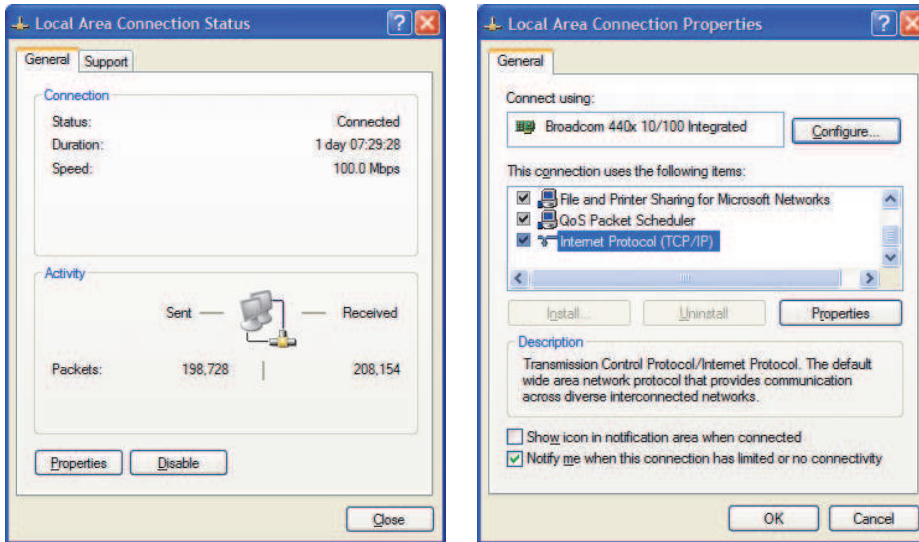 Local Area Connection Status
General Support
Connection
Status: Connected
Duration: 1 day 07:29:28
Speed: 100.0 Mbps
Activity
Sent Received
Packets: 198,728 208,154
Properties Disable
Close
Local Area Connection Properties
General
Connect using:
Broadcom 440x 10/100 Integrated Configure...
This connection uses the following items:
File and Printer Sharing for Microsoft Networks
QoS Packet Scheduler
Internet Protocol (TCP/IP)
Install... Uninstall Properties
Description
Transmission Control Protocol/Internet Protocol. The default
wide area network protocol that provides communication
across diverse interconnected networks.
Show icon in notification area when connected
Notify me when this connection has limited or no connectivity
OK Cancel